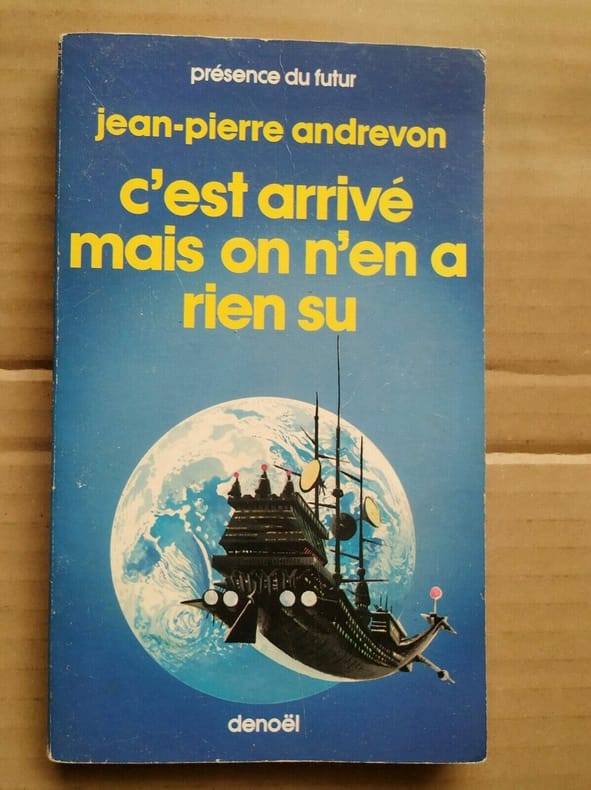 présence du futur
jean-pierre andrevon
c'est arrivé
mais on n'en a
rien su
denoël